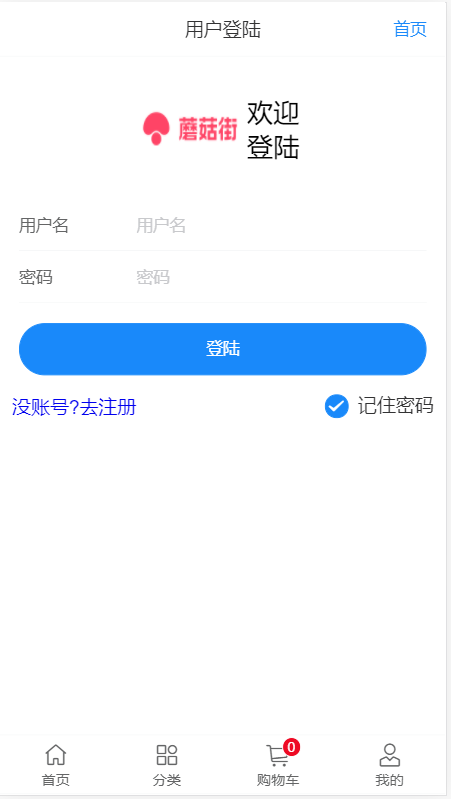 用户登陆 首页
蘑菇街 欢迎
登陆
用户名 用户名
密码 密码
登陆
没账号?去注册 记住密码
0
首页 分类 购物车 我的